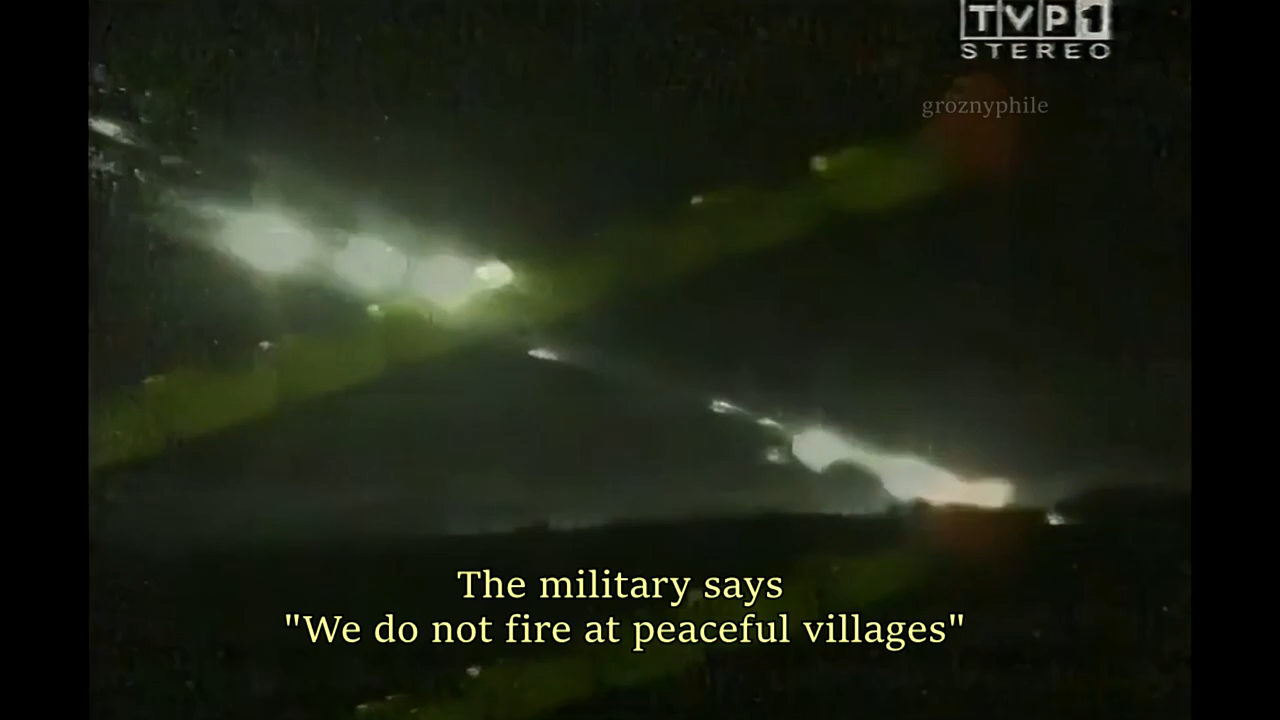 TVP1
STEREO
groznyphile
The military says
"We do not fire at peaceful villages"